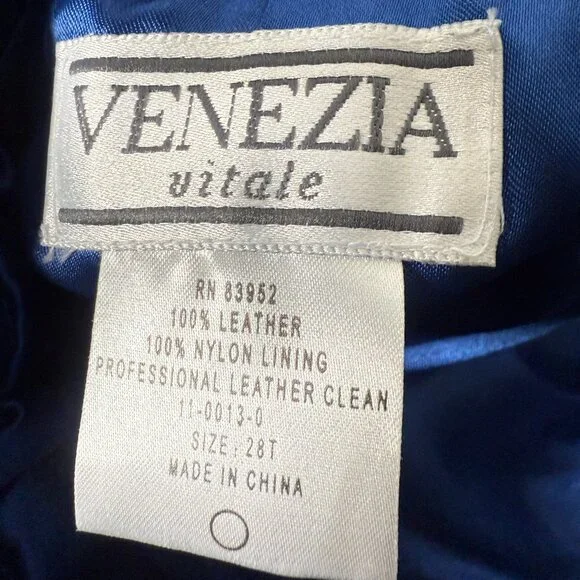 VENEZIA
vitale
RN 83952
100% LEATHER
100% NYLON LINING
PROFESSIONAL LEATHER CLEAN
11-0013-0
SIZE: 28T
MADE IN CHINA